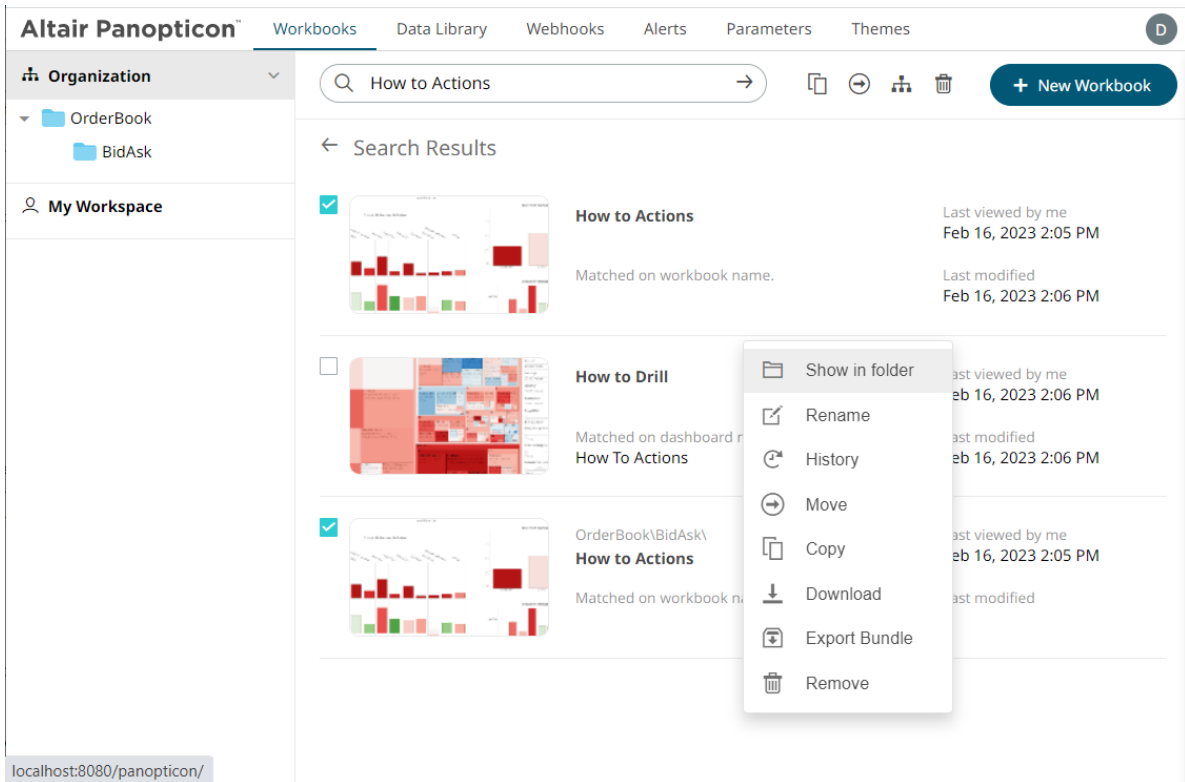 Altair Panopticon™ Workbooks Data Library Webhooks Alerts Parameters Themes D
Organization
OrderBook
BidAsk
My Workspace
How to Actions
+ New Workbook
← Search Results
How to Actions
Matched on workbook name.
Last viewed by me
Feb 16, 2023 2:05 PM
Last modified
Feb 16, 2023 2:06 PM
How to Drill
Matched on dashboard
How To Actions
ast viewed by me
eb 16, 2023 2:06 PM
ast modified
eb 16, 2023 2:06 PM
OrderBook\BidAsk\
How to Actions
Matched on workbook
ast viewed by me
eb 16, 2023 2:05 PM
ast modified
Show in folder
Rename
History
Move
Copy
Download
Export Bundle
Remove
localhost:8080/panopticon/